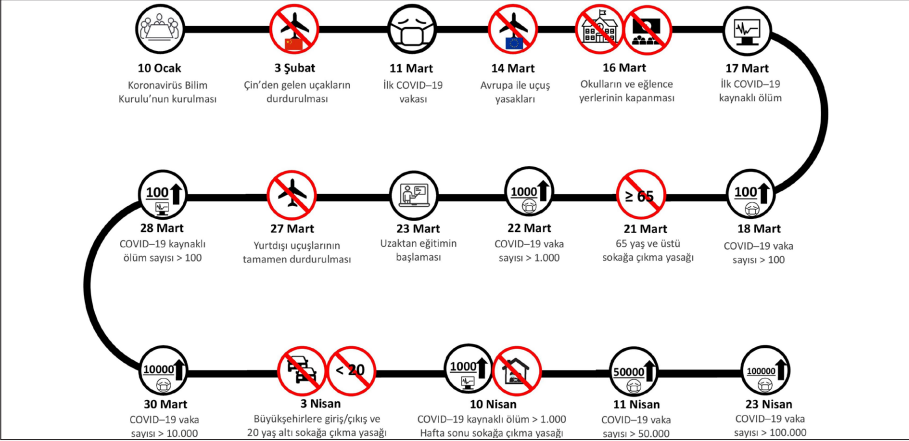 10 Ocak
Koronavirüs Bilim
Kurulu'nun kurulması
3 Şubat
Çin'den gelen uçakların
durdurulması
11 Mart
İlk COVID–19
vakası
14 Mart
Avrupa ile uçuş
yasakları
16 Mart
Okulların ve eğlence
yerlerinin kapanması
17 Mart
İlk COVID–19
kaynaklı ölüm
100
18 Mart
COVID–19 vaka
sayısı > 100
≥ 65
21 Mart
65 yaş ve üstü
sokağa çıkma yasağı
1000
22 Mart
COVID–19 vaka
sayısı > 1.000
23 Mart
Uzaktan eğitimin
başlaması
27 Mart
Yurtdışı uçuşlarının
tamamen durdurulması
100
28 Mart
COVID–19 kaynaklı
ölüm sayısı > 100
10000
30 Mart
COVID–19 vaka
sayısı > 10.000
< 20
3 Nisan
Büyükşehirlere giriş/çıkış ve
20 yaş altı sokağa çıkma yasağı
1000
10 Nisan
COVID–19 kaynaklı ölüm > 1.000
Hafta sonu sokağa çıkma yasağı
50000
11 Nisan
COVID–19 vaka
sayısı > 50.000
100000
23 Nisan
COVID–19 vaka
sayısı > 100.000